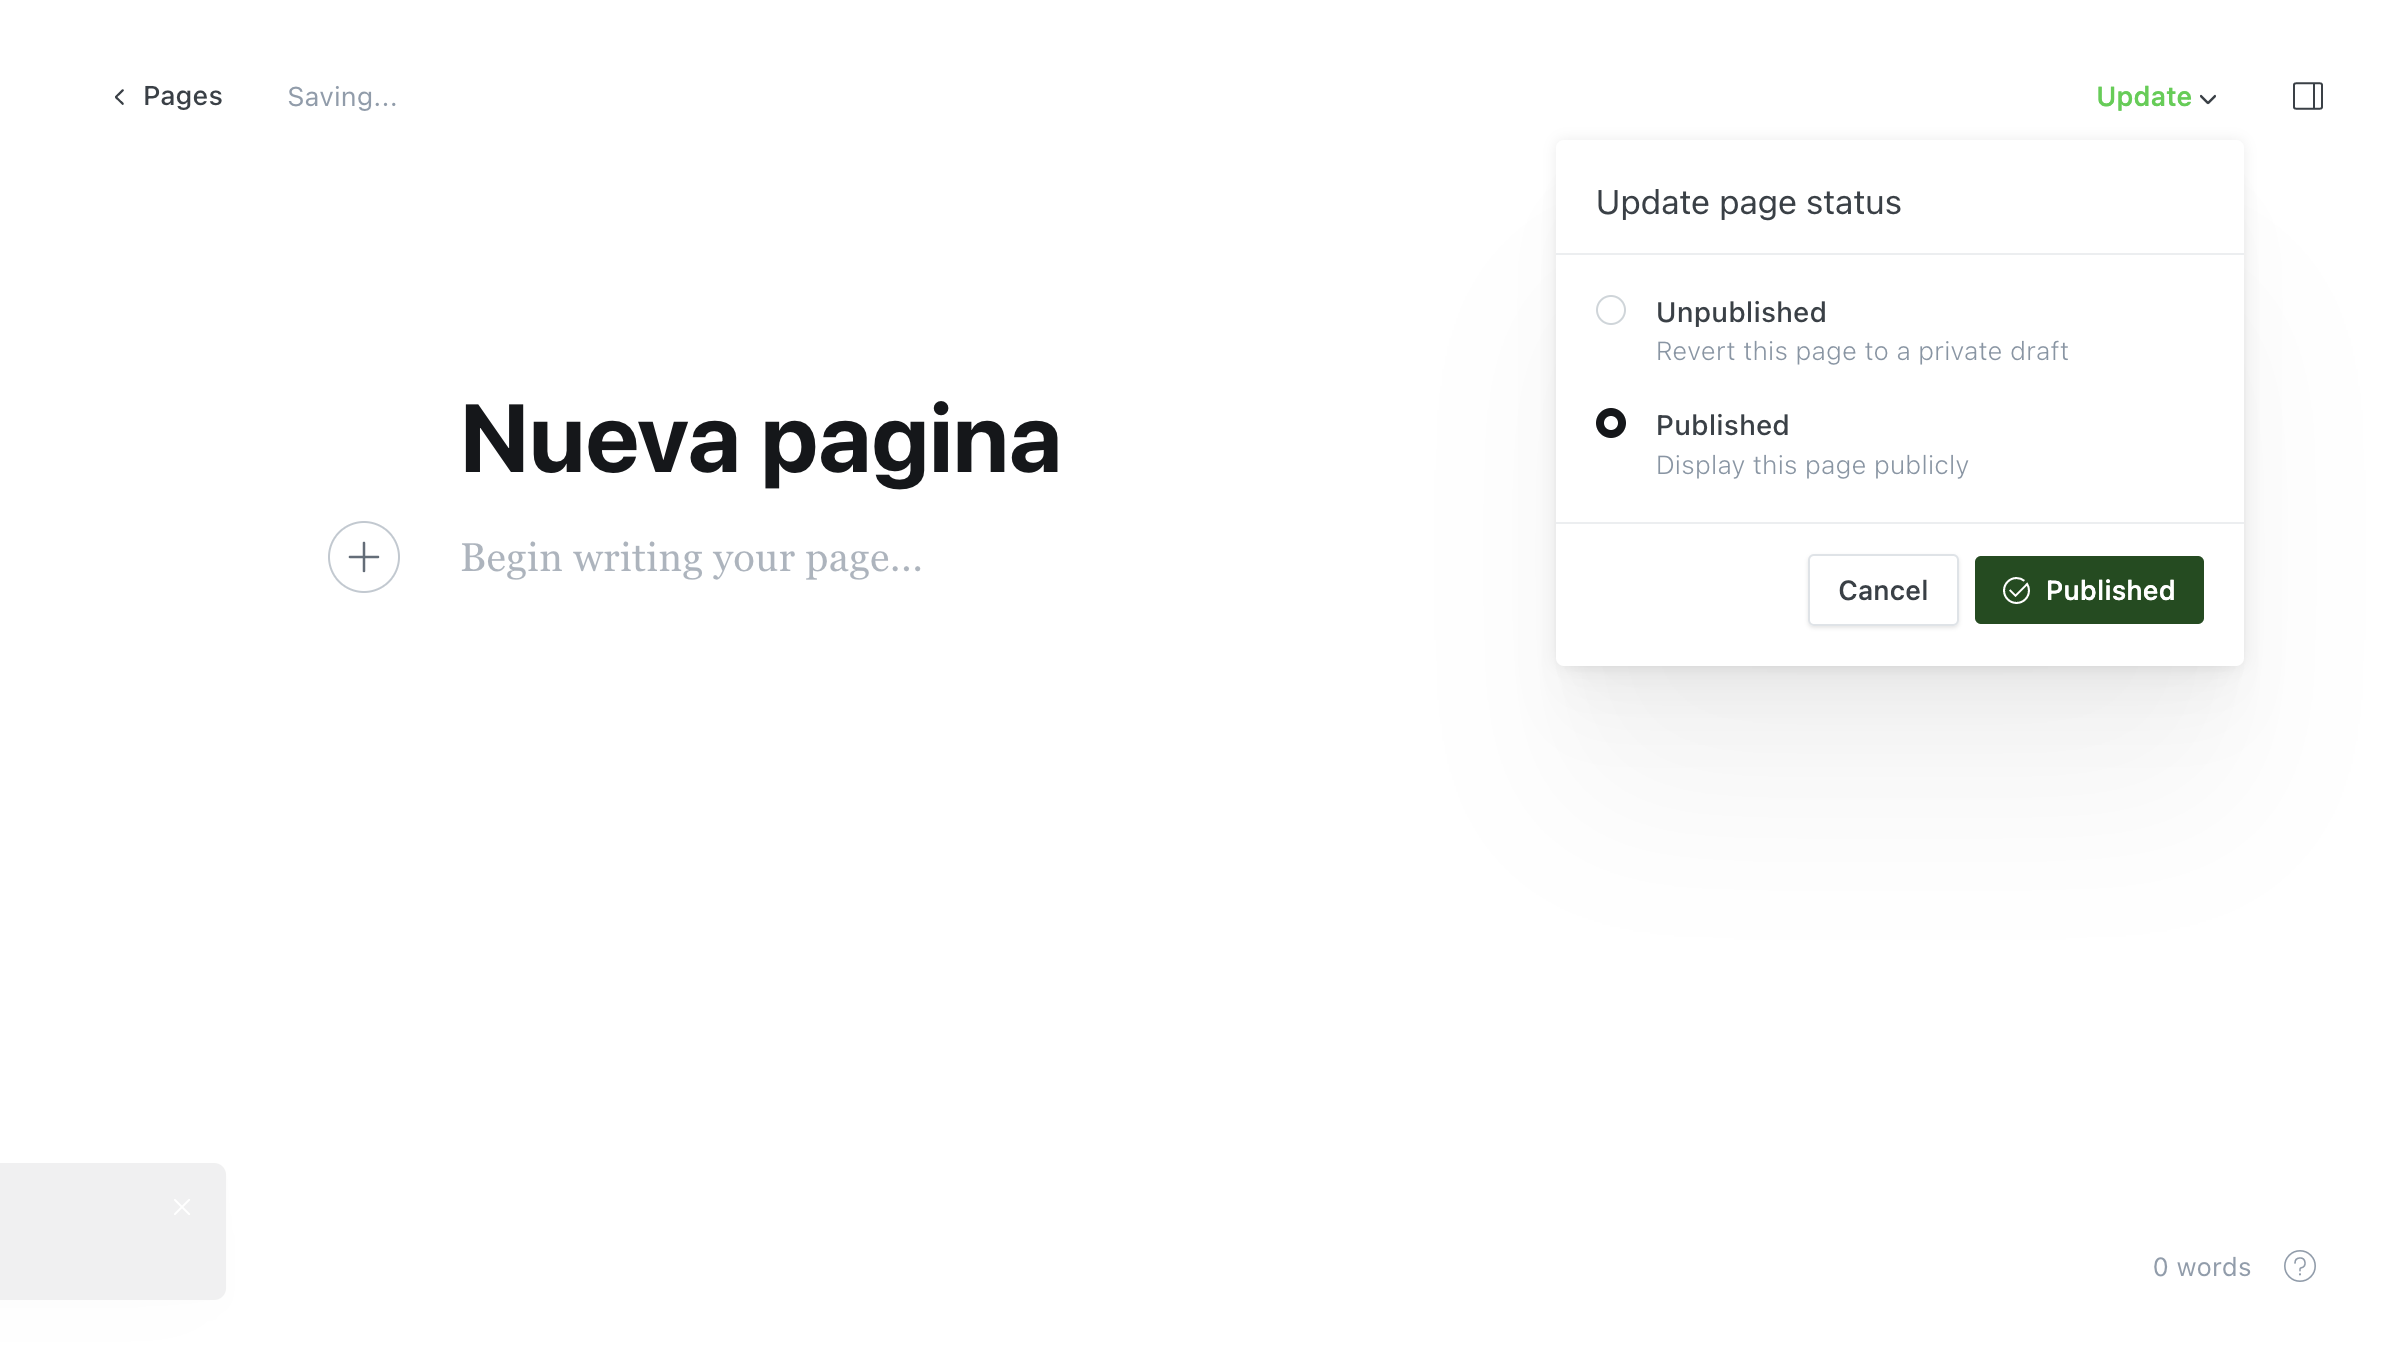 Pages
Saving...
Update
Update page status
Unpublished
Revert this page to a private draft
Published
Display this page publicly
Cancel
Published
Nueva pagina
Begin writing your page...
0 words
?